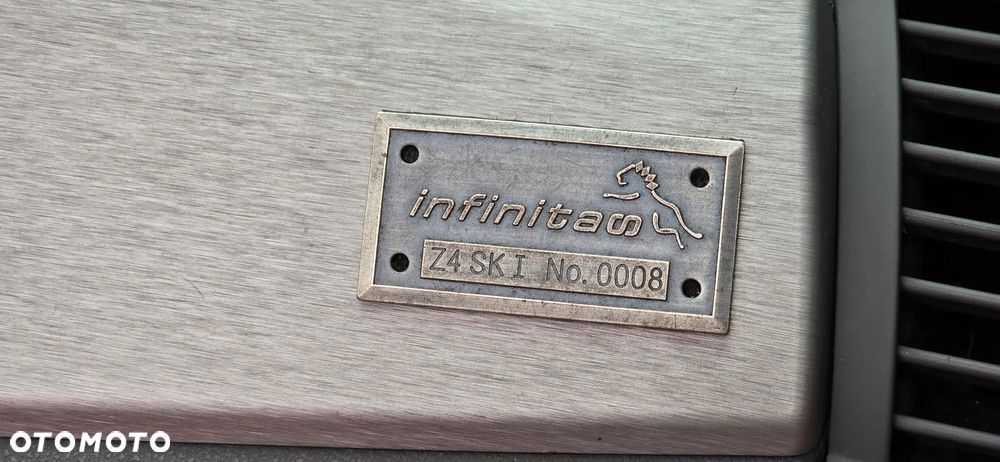 infinitas
Z4 SK I No. 0008
OTOMOTO